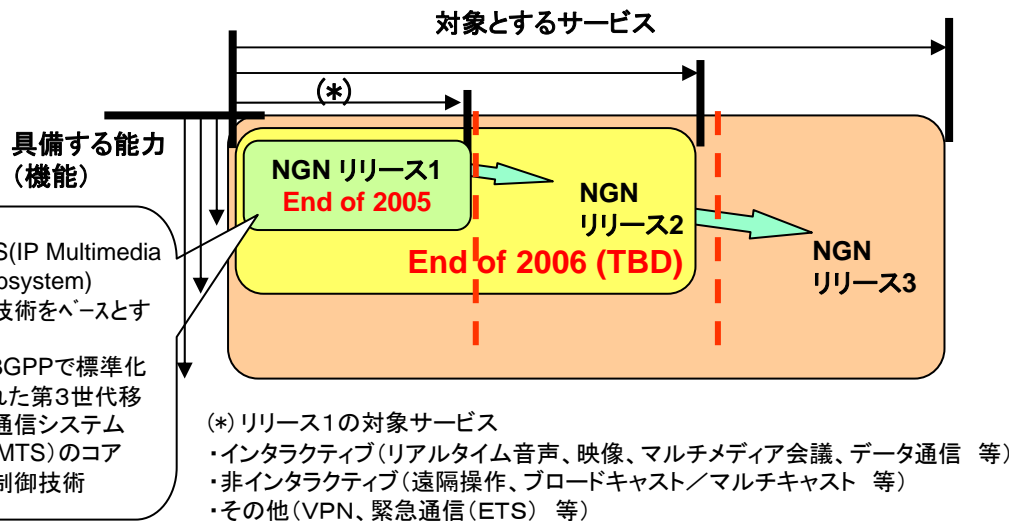 対象とするサービス
(*)
具備する能力
（機能）
NGN リリース1
End of 2005
NGN
リリース2
End of 2006 (TBD)
NGN
リリース3
(IP Multimedia
技術をベースとす
3GPPで標準化
れた第3世代移
通信システム
MTS）のコア
制御技術
(*) リリース1の対象サービス
・インタラクティブ（リアルタイム音声、映像、マルチメディア会議、データ通信　等）
・非インタラクティブ（遠隔操作、ブロードキャスト／マルチキャスト　等）
・その他（VPN、緊急通信（ETS）　等）